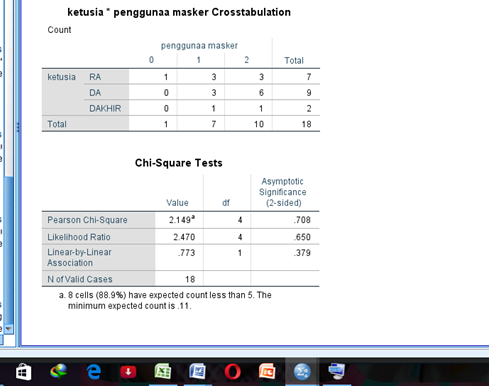 ketusia * penggunaa masker Crosstabulation
Count
penggunaa masker
0 1 2 Total
ketusia RA 1 3 3 7
DA 0 3 6 9
DAKHIR 0 1 1 2
Total 1 7 10 18
Chi-Square Tests
Value df Asymptotic Significance (2-sided)
Pearson Chi-Square 2.149a 4 .708
Likelihood Ratio 2.470 4 .650
Linear-by-Linear Association .773 1 .379
N of Valid Cases 18
a. 8 cells (88.9%) have expected count less than 5. The
minimum expected count is .11.